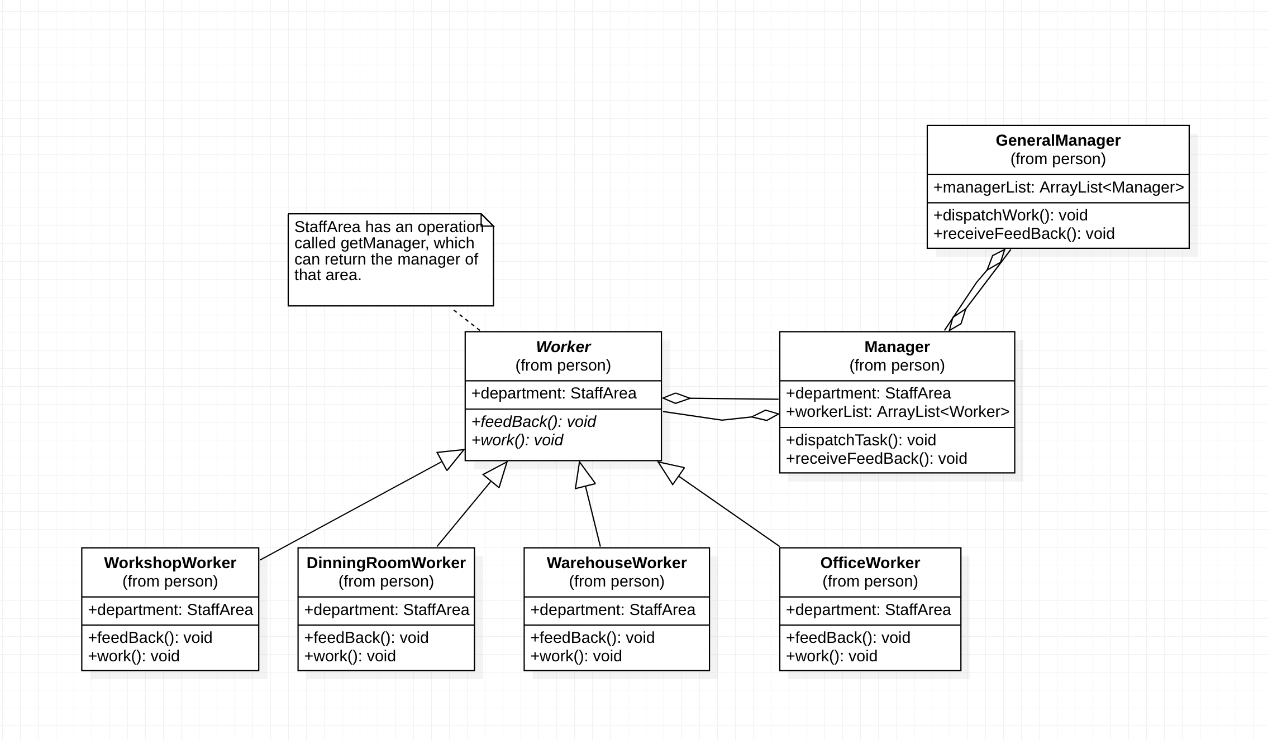 GeneralManager
(from person)
+managerList: ArrayList<Manager>
+dispatchWork(): void
+receiveFeedBack(): void
StaffArea has an operation
called getManager, which
can return the manager of
that area.
Worker
(from person)
+department: StaffArea
+feedBack(): void
+work(): void
Manager
(from person)
+department: StaffArea
+workerList: ArrayList<Worker>
+dispatchTask(): void
+receiveFeedBack(): void
WorkshopWorker
(from person)
+department: StaffArea
+feedBack(): void
+work(): void
DinningRoomWorker
(from person)
+department: StaffArea
+feedBack(): void
+work(): void
WarehouseWorker
(from person)
+department: StaffArea
+feedBack(): void
+work(): void
OfficeWorker
(from person)
+department: StaffArea
+feedBack(): void
+work(): void